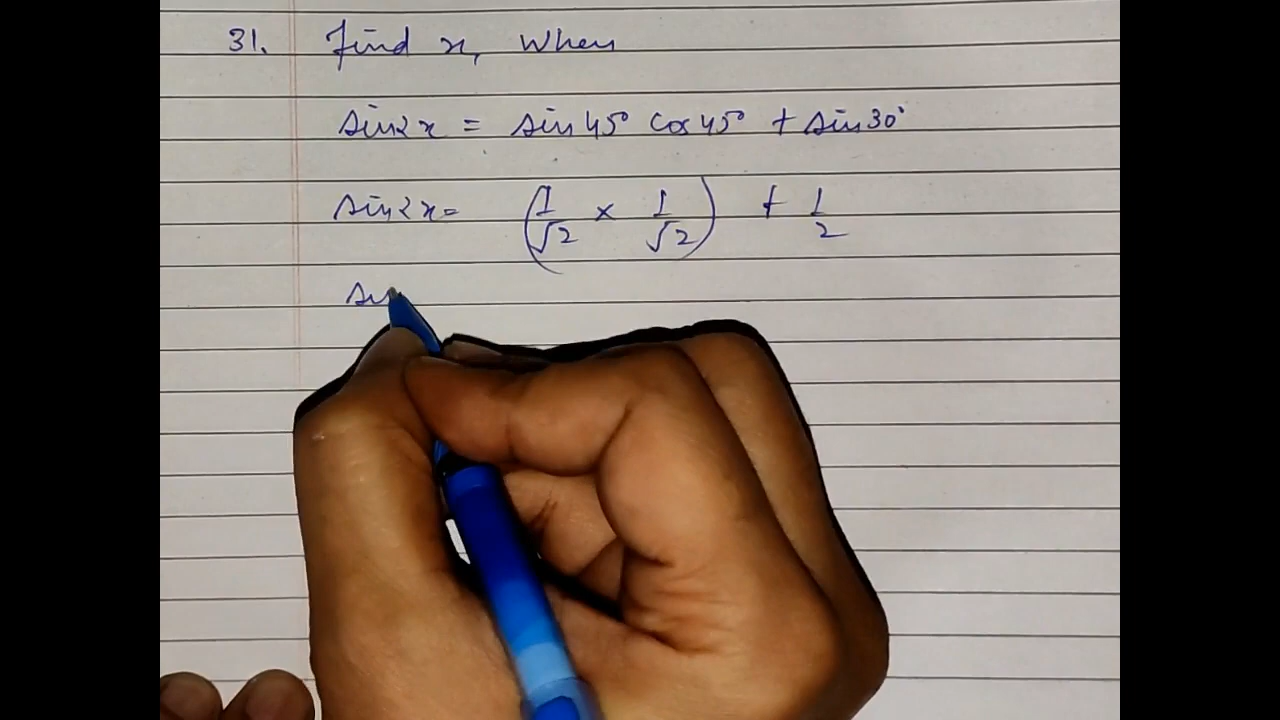 31. Find x, When
sin2x = sin45° cos45° + sin30°
sin2x= (1/√2 × 1/√2) + 1/2